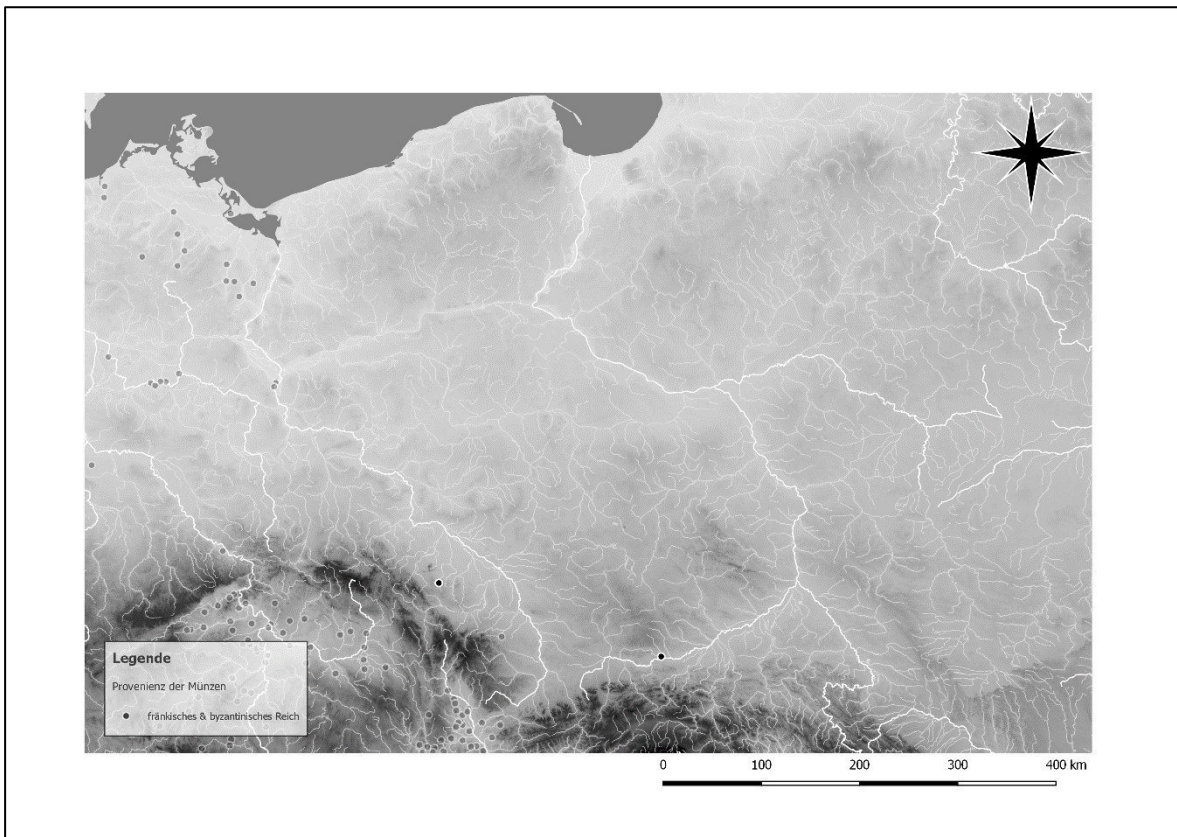 Legende
Provenienz der Münzen
fränkisches & byzantinisches Reich
0 100 200 300 400 km